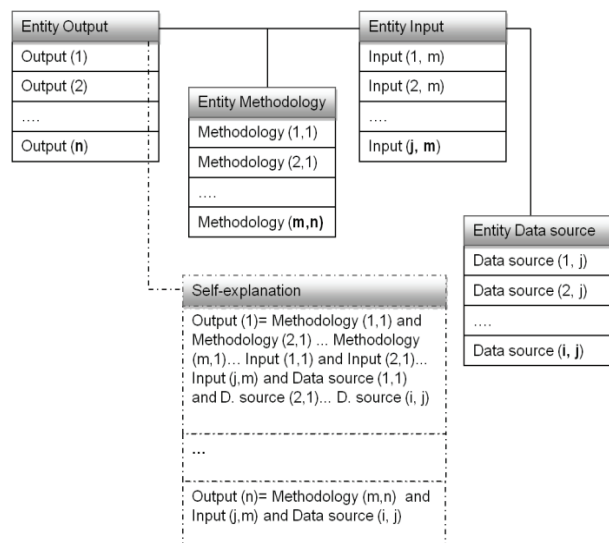 Entity Output
Output (1)
Output (2)
....
Output (n)
Entity Methodology
Methodology (1,1)
Methodology (2,1)
....
Methodology (m,n)
Entity Input
Input (1, m)
Input (2, m)
....
Input (j, m)
Entity Data source
Data source (1, j)
Data source (2, j)
....
Data source (i, j)
Self-explanation
Output (1)= Methodology (1,1) and
Methodology (2,1) ... Methodology
(m,1)... Input (1,1) and Input (2,1)...
Input (j,m) and Data source (1,1)
and D. source (2,1)... D. source (i, j)
...
Output (n)= Methodology (m,n) and
Input (j,m) and Data source (i, j)